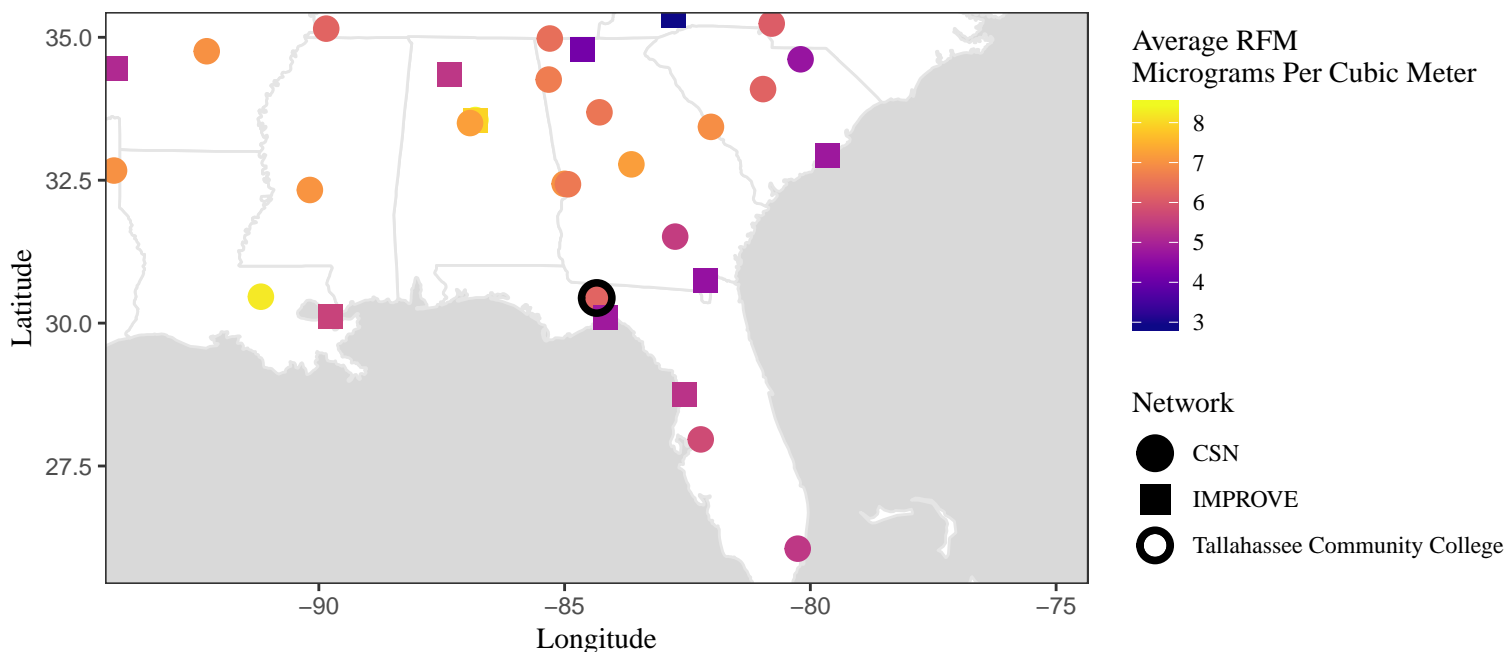 35.0
32.5
30.0
27.5
Latitude
−90
−85
−80
−75
Longitude
Average RFM
Micrograms Per Cubic Meter
8
7
6
5
4
3
Network
CSN
IMPROVE
Tallahassee Community College